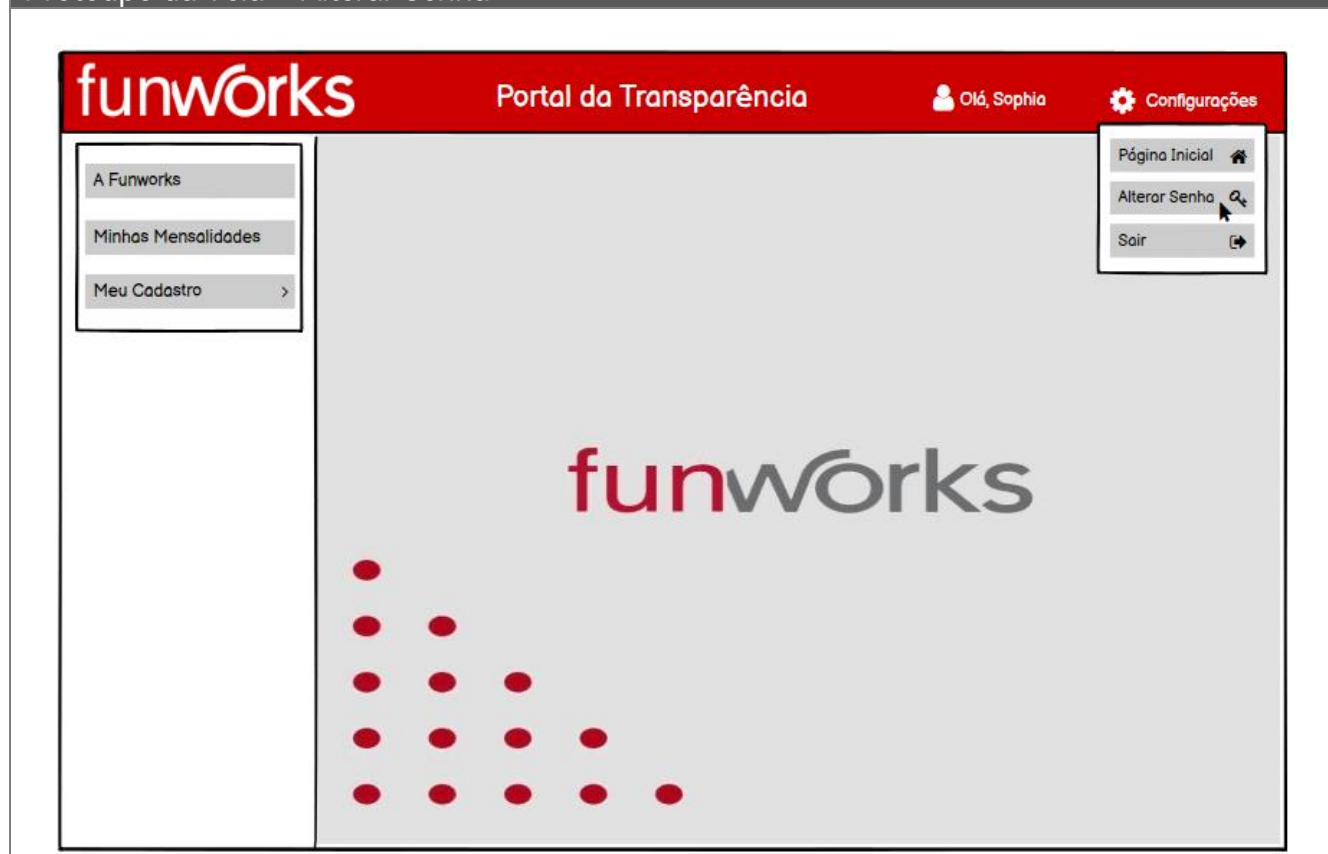 funworks
Portal da Transparência
Olá, Sophia
Configurações
Página Inicial
Alterar Senha
Sair
A Funworks
Minhas Mensalidades
Meu Cadastro
funworks